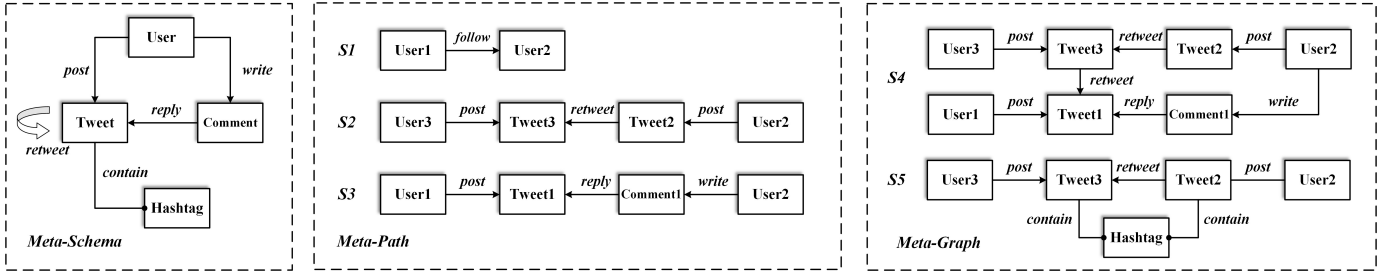 User
post
write
Tweet
reply
Comment
retweet
contain
Hashtag
Meta-Schema
S1
User1
follow
User2
S2
User3
post
Tweet3
retweet
Tweet2
post
User2
S3
User1
post
Tweet1
reply
Comment1
write
User2
Meta-Path
S4
User3
post
Tweet3
retweet
Tweet2
post
User2
retweet
User1
post
Tweet1
reply
Comment1
write
S5
User3
post
Tweet3
retweet
Tweet2
post
User2
contain
Hashtag
contain
Meta-Graph